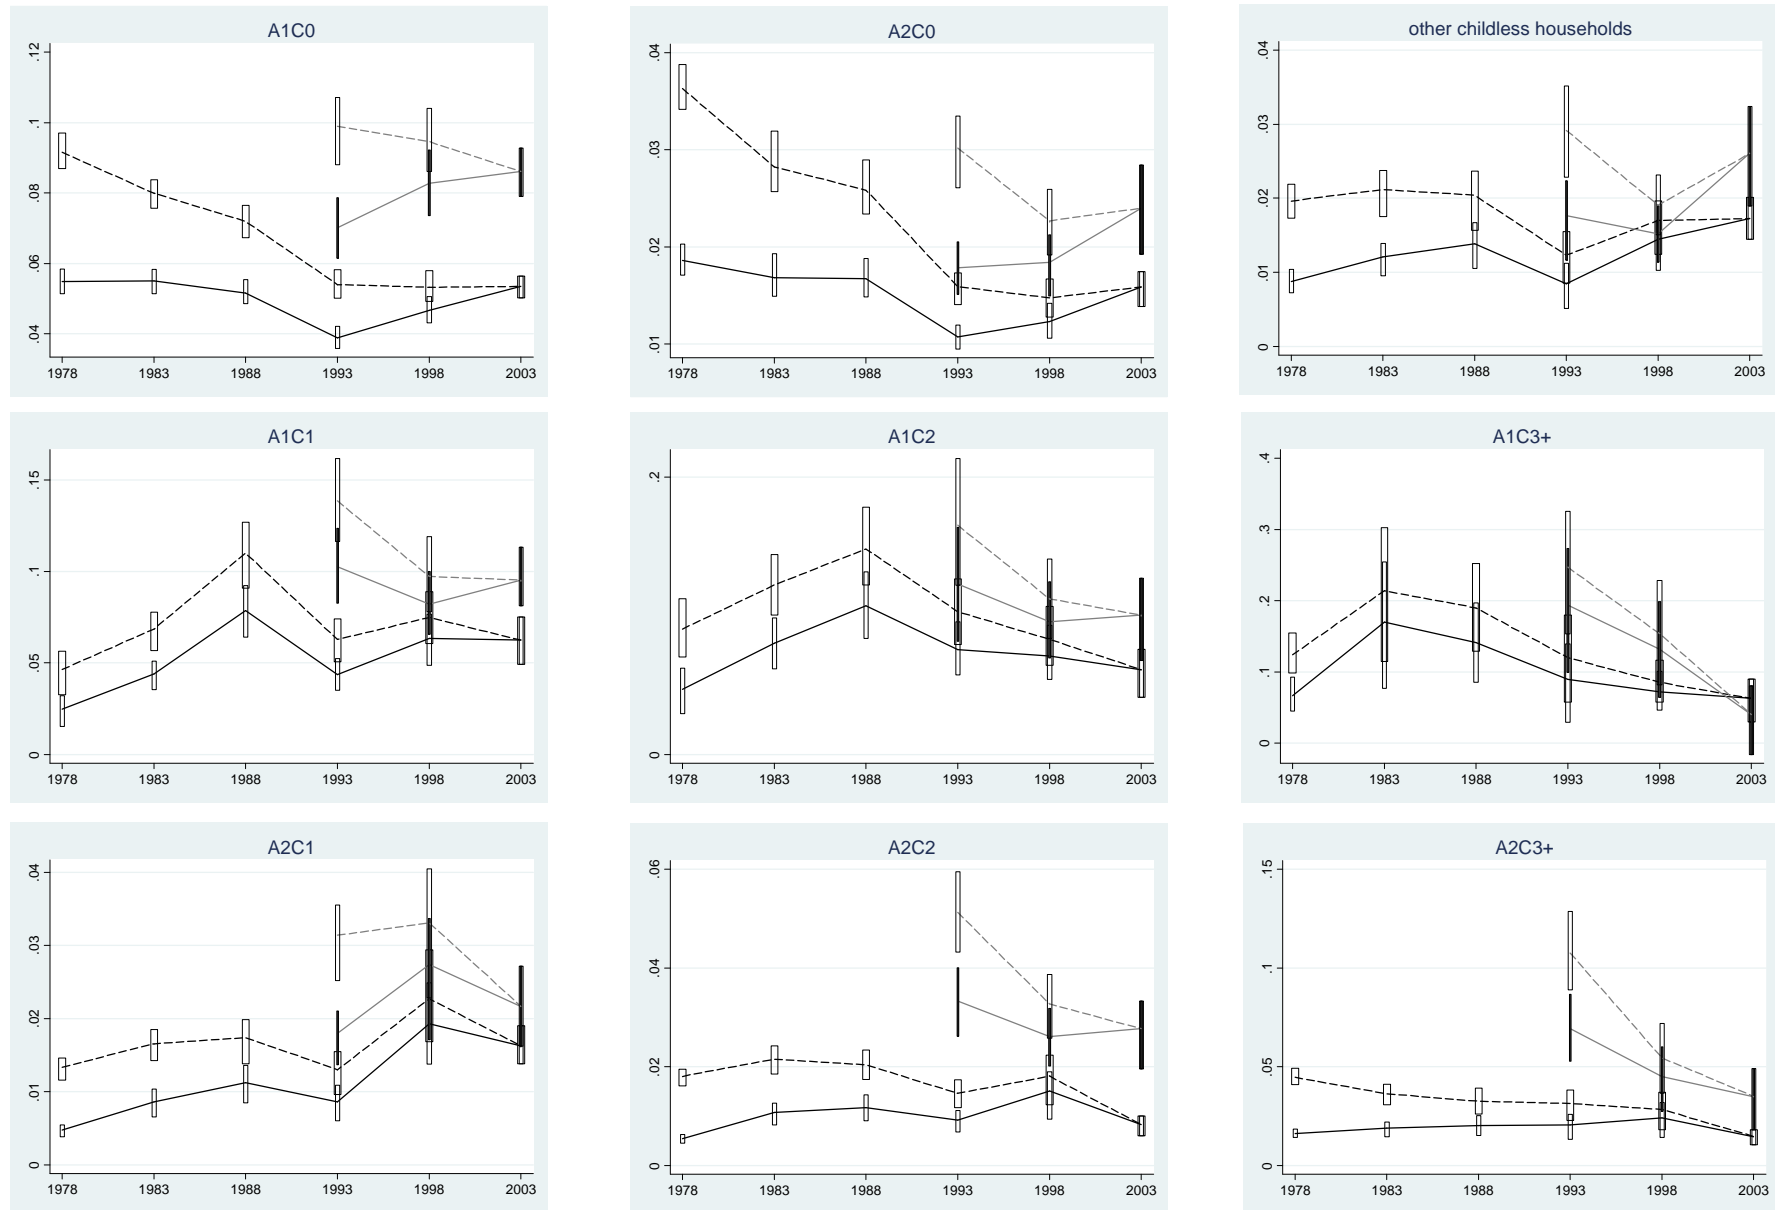 A1C0
.12
.1
.08
.06
.04
1978 1983 1988 1993 1998 2003
A2C0
.04
.03
.02
.01
1978 1983 1988 1993 1998 2003
other childless households
.04
.03
.02
.01
0
1978 1983 1988 1993 1998 2003
A1C1
.15
.1
.05
0
1978 1983 1988 1993 1998 2003
A1C2
.2
0
1978 1983 1988 1993 1998 2003
A1C3+
.4
.3
.2
.1
0
1978 1983 1988 1993 1998 2003
A2C1
.04
.03
.02
.01
0
1978 1983 1988 1993 1998 2003
A2C2
.06
.04
.02
0
1978 1983 1988 1993 1998 2003
A2C3+
.15
.1
.05
0
1978 1983 1988 1993 1998 2003